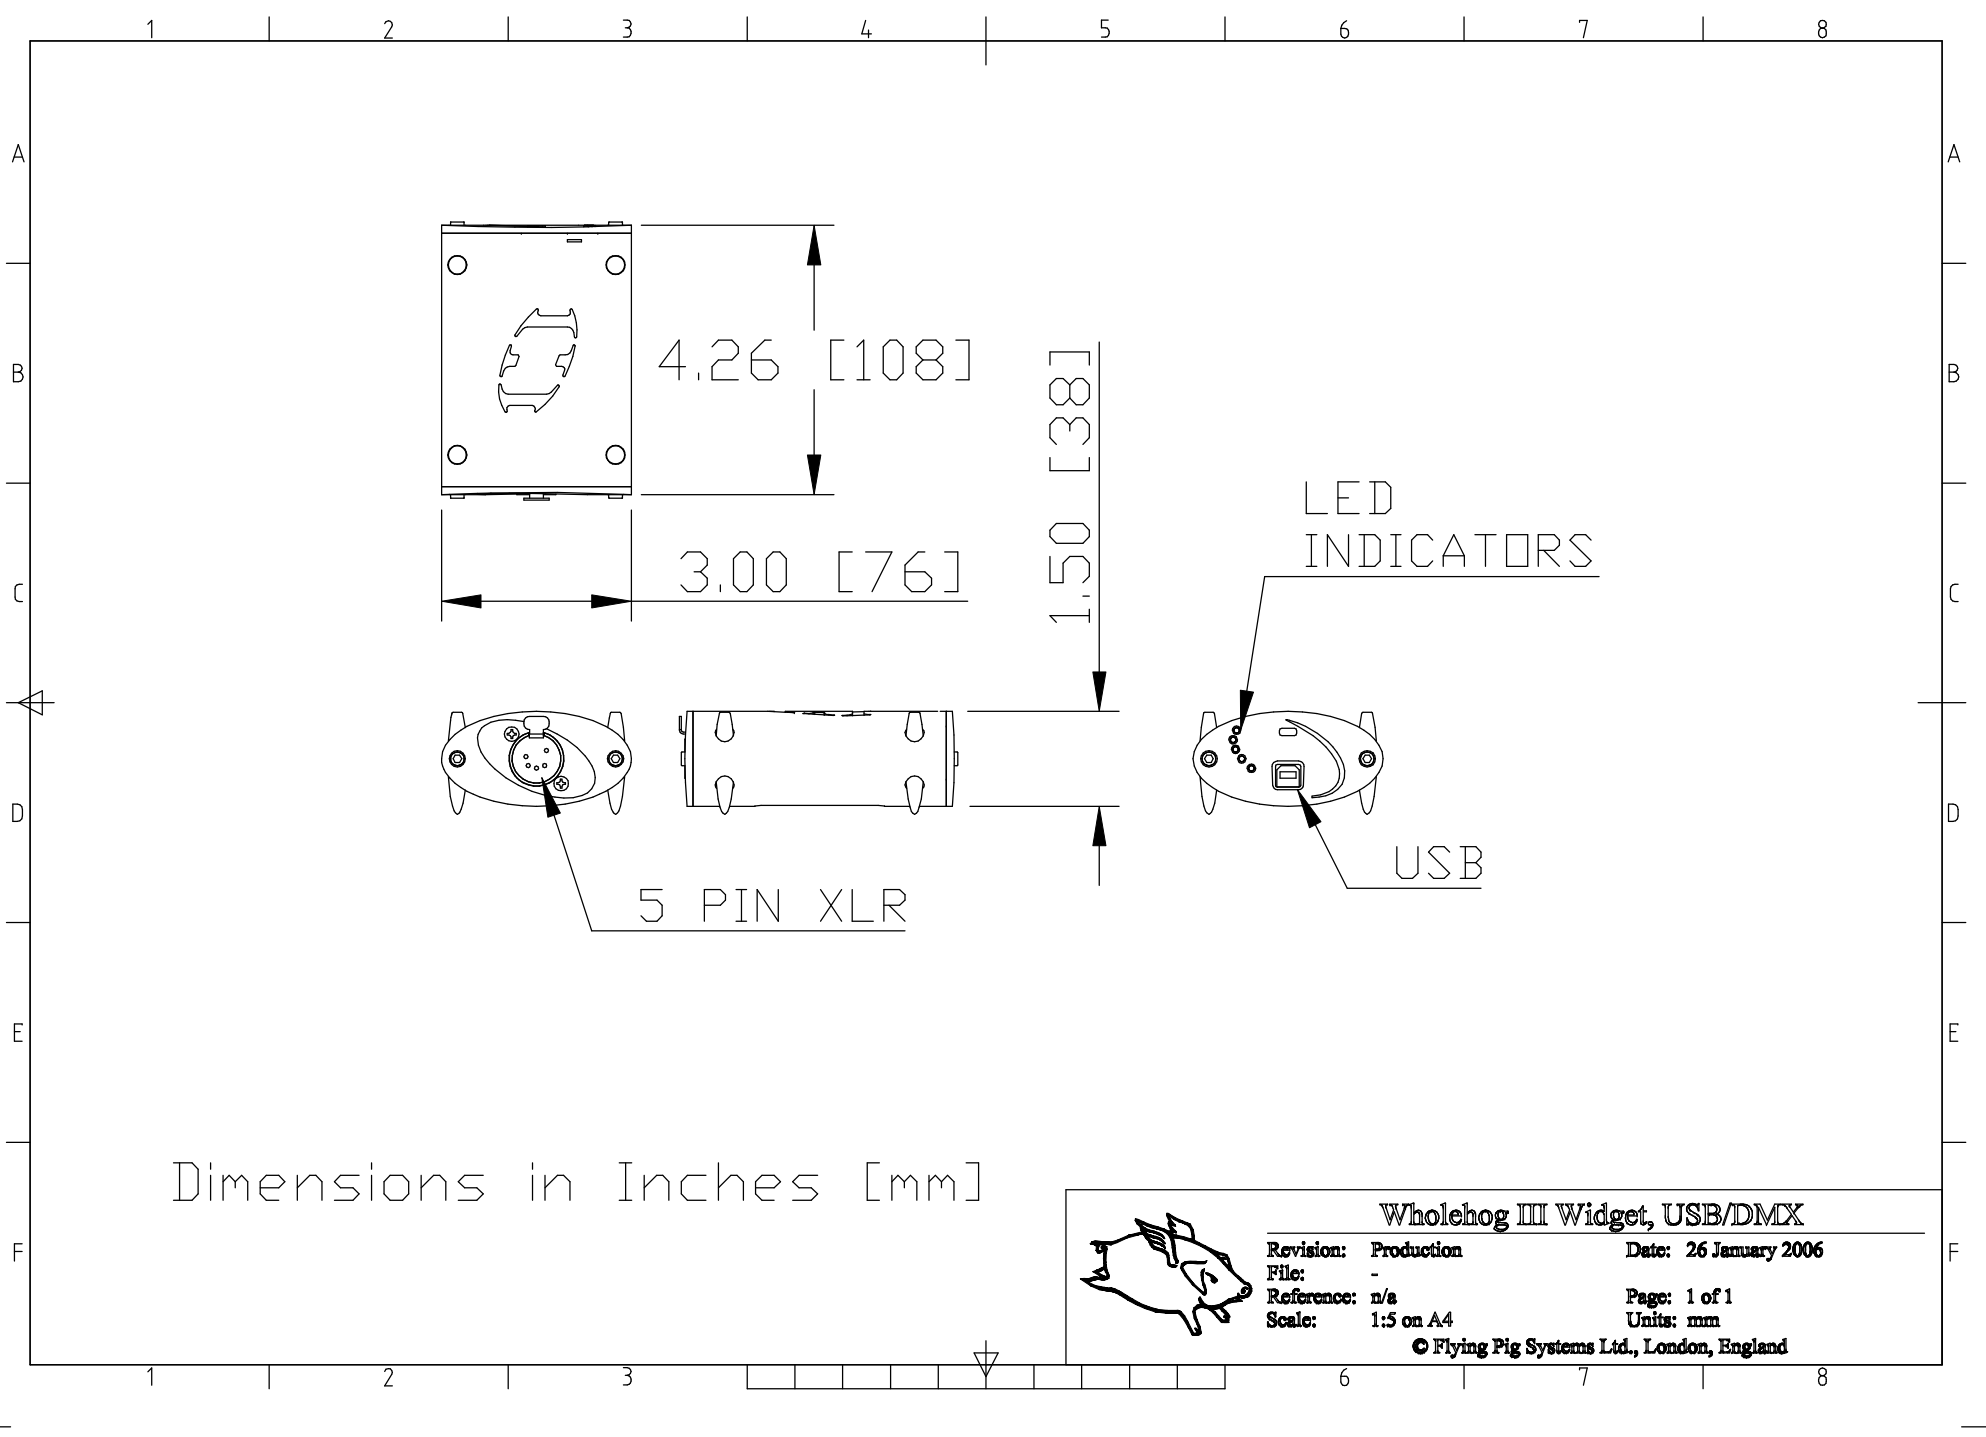 1 2 3 4 5 6 7 8
A A
B B
4.26 [108]
1.50 [38]
3.00 [76]
LED
INDICATORS
C C
D D
USB
5 PIN XLR
E E
Dimensions in Inches [mm]
F F
Wholehog III Widget, USB/DMX
Revision: Production Date: 26 January 2006
File: -
Reference: n/a Page: 1 of 1
Scale: 1:5 on A4 Units: mm
© Flying Pig Systems Ltd., London, England
1 2 3 6 7 8